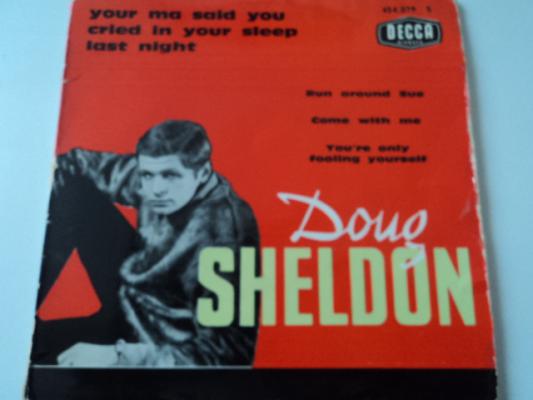 your ma said you
cried in your sleep
last night
DECCA
Run around Sue
Come with me
You're only
fooling yourself
Doug
SHELDON